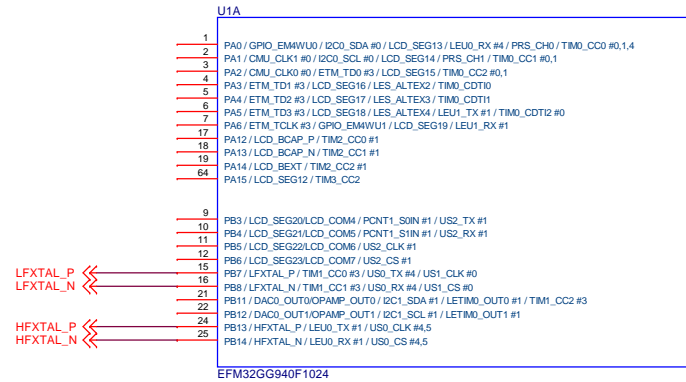 U1A
1 PA0 / GPIO_EM4WU0 / I2C0_SDA #0 / LCD_SEG13 / LEU0_RX #4 / PRS_CH0 / TIM0_CC0 #0,1,4
2 PA1 / CMU_CLK1 #0 / I2C0_SCL #0 / LCD_SEG14 / PRS_CH1 / TIM0_CC1 #0,1
3 PA2 / CMU_CLK0 #0 / ETM_TD0 #3 / LCD_SEG15 / TIM0_CC2 #0,1
4 PA3 / ETM_TD1 #3 / LCD_SEG16 / LES_ALTEX2 / TIM0_CDTI0
5 PA4 / ETM_TD2 #3 / LCD_SEG17 / LES_ALTEX3 / TIM0_CDTI1
6 PA5 / ETM_TD3 #3 / LCD_SEG18 / LES_ALTEX4 / LEU1_TX #1 / TIM0_CDTI2 #0
7 PA6 / ETM_TCLK #3 / GPIO_EM4WU1 / LCD_SEG19 / LEU1_RX #1
17 PA12 / LCD_BCAP_P / TIM2_CC0 #1
18 PA13 / LCD_BCAP_N / TIM2_CC1 #1
19 PA14 / LCD_BEXT / TIM2_CC2 #1
64 PA15 / LCD_SEG12 / TIM3_CC2
9 PB3 / LCD_SEG20/LCD_COM4 / PCNT1_S0IN #1 / US2_TX #1
10 PB4 / LCD_SEG21/LCD_COM5 / PCNT1_S1IN #1 / US2_RX #1
11 PB5 / LCD_SEG22/LCD_COM6 / US2_CLK #1
12 PB6 / LCD_SEG23/LCD_COM7 / US2_CS #1
LFXTAL_P 15 PB7 / LFXTAL_P / TIM1_CC0 #3 / US0_TX #4 / US1_CLK #0
LFXTAL_N 16 PB8 / LFXTAL_N / TIM1_CC1 #3 / US0_RX #4 / US1_CS #0
21 PB11 / DAC0_OUT0/OPAMP_OUT0 / I2C1_SDA #1 / LETIM0_OUT0 #1 / TIM1_CC2 #3
22 PB12 / DAC0_OUT1/OPAMP_OUT1 / I2C1_SCL #1 / LETIM0_OUT1 #1
HFXTAL_P 24 PB13 / HFXTAL_P / LEU0_TX #1 / US0_CLK #4,5
HFXTAL_N 25 PB14 / HFXTAL_N / LEU0_RX #1 / US0_CS #4,5
EFM32GG940F1024